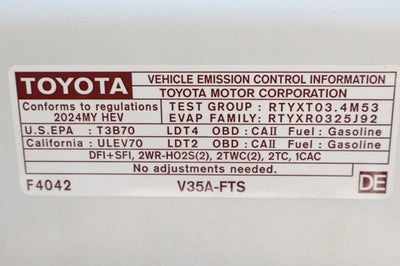 TOYOTA
VEHICLE EMISSION CONTROL INFORMATION
TOYOTA MOTOR CORPORATION
Conforms to regulations
2024MY HEV
TEST GROUP : RTYXT03.4M53
EVAP FAMILY: RTYXR0325J92
U.S.EPA : T3B70 LDT4 OBD : CAII Fuel : Gasoline
California : ULEV70 LDT2 OBD : CAII Fuel : Gasoline
DFI+SFI, 2WR-HO2S(2), 2TWC(2), 2TC, 1CAC
No adjustments needed.
F4042 V35A-FTS DE